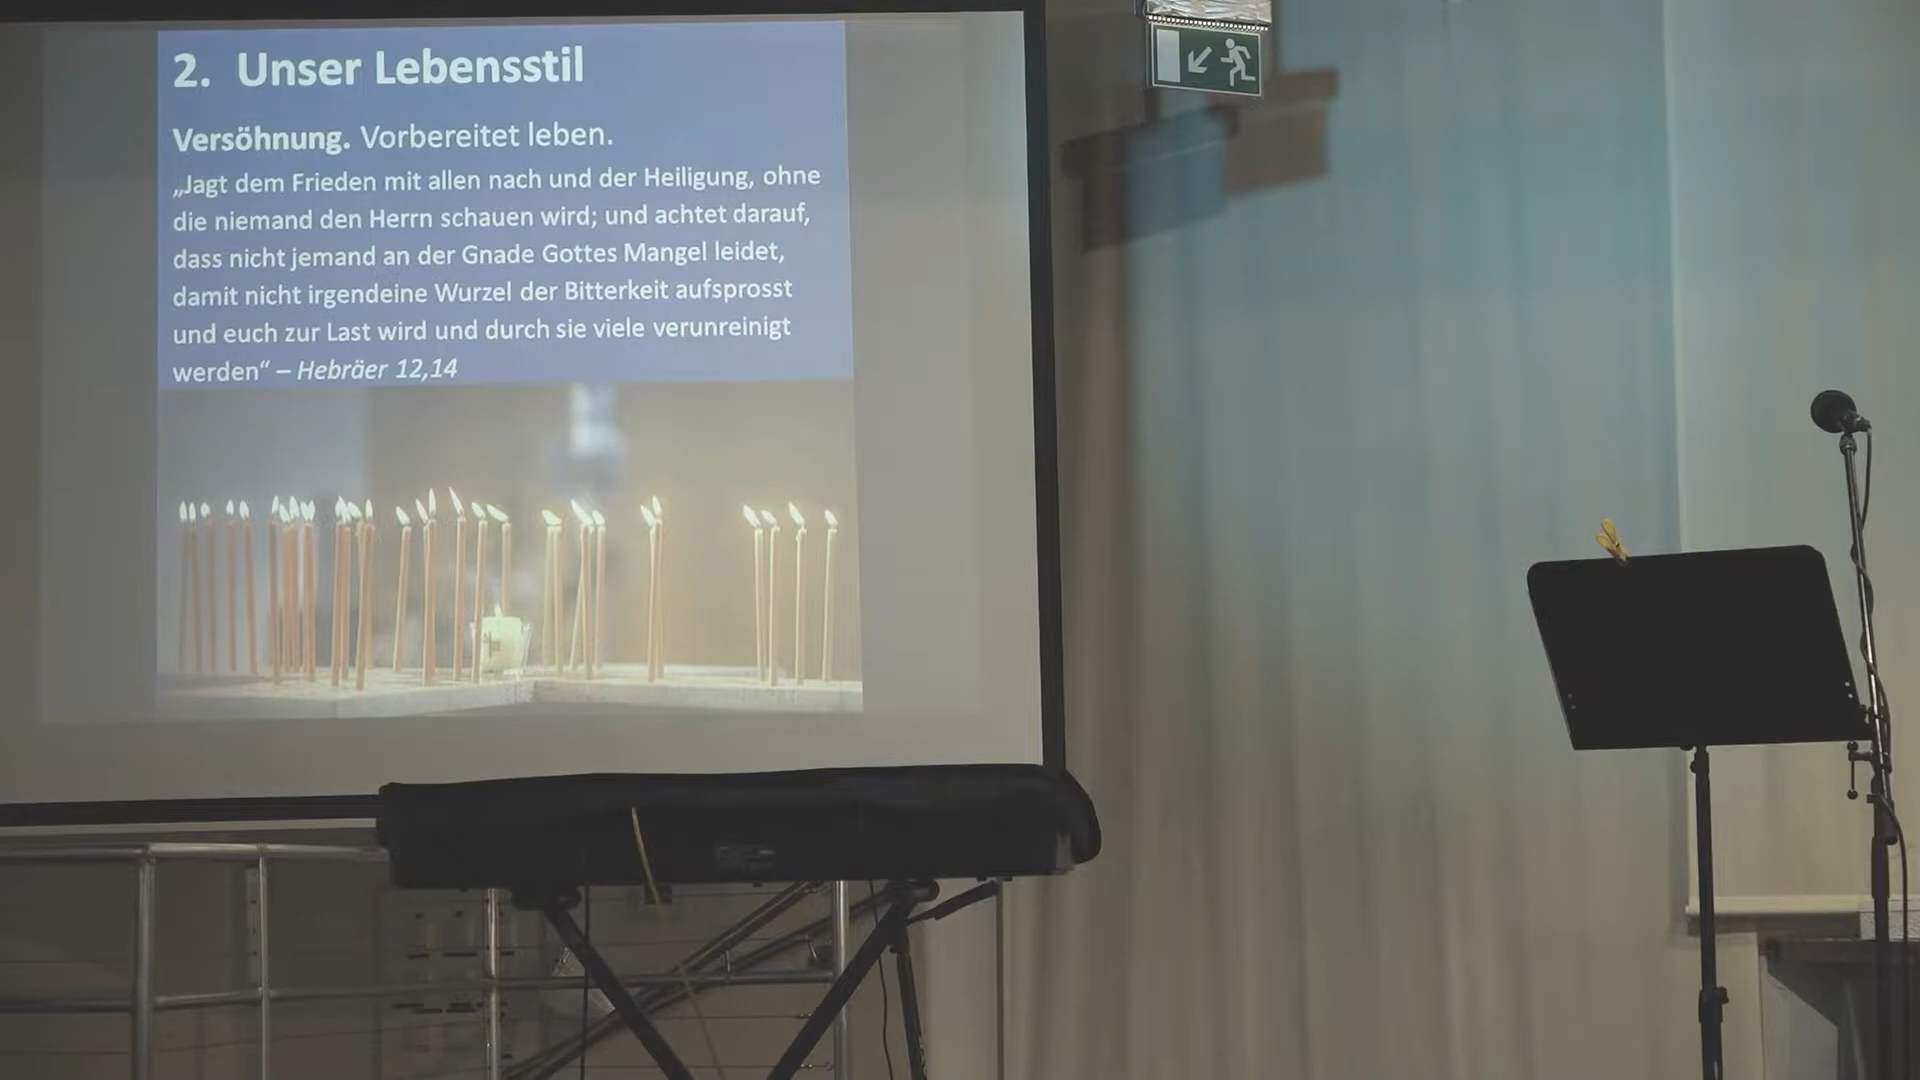 2. Unser Lebensstil
Versöhnung. Vorbereitet leben.
„Jagt dem Frieden mit allen nach und der Heiligung, ohne
die niemand den Herrn schauen wird; und achtet darauf,
dass nicht jemand an der Gnade Gottes Mangel leidet,
damit nicht irgendeine Wurzel der Bitterkeit aufsprosst
und euch zur Last wird und durch sie viele verunreinigt
werden“ – Hebräer 12,14